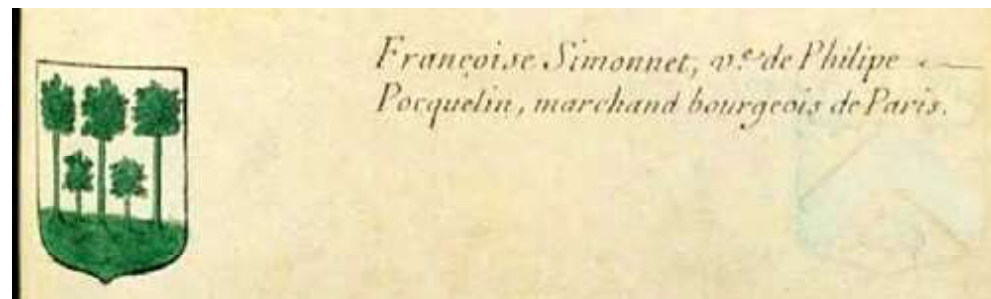 Françoise Simonnet, v.e de Philipe
Pocquelin, marchand bourgeois de Paris.